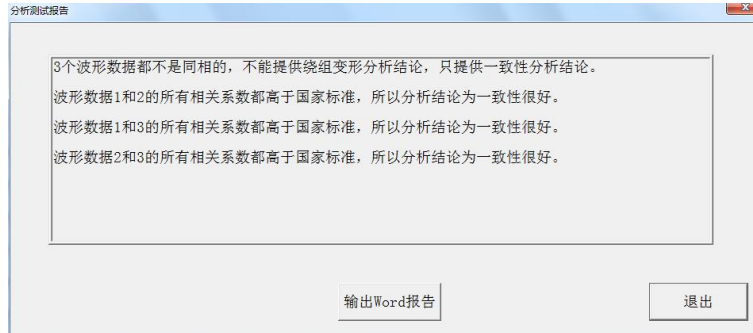 分析测试报告
3个波形数据都不是同相的，不能提供绕组变形分析结论，只提供一致性分析结论。
波形数据1和2的所有相关系数都高于国家标准，所以分析结论为一致性很好。
波形数据1和3的所有相关系数都高于国家标准，所以分析结论为一致性很好。
波形数据2和3的所有相关系数都高于国家标准，所以分析结论为一致性很好。
输出Word报告
退出